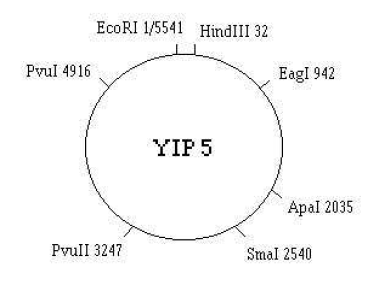 EcoRI 1/5541
HindIII 32
PvuI 4916
EagI 942
YIP 5
ApaI 2035
PvuII 3247
SmaI 2540